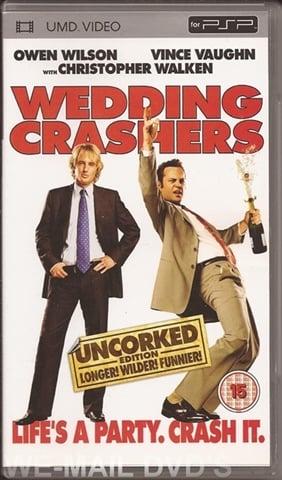 UMD. VIDEO
for PSP
OWEN WILSON VINCE VAUGHN
WITH CHRISTOPHER WALKEN
WEDDING
CRASHERS
UNCORKED
EDITION
LONGER! WILDER! FUNNIER!
15
LIFE'S A PARTY. CRASH IT.
WE-MAIL DVD'S